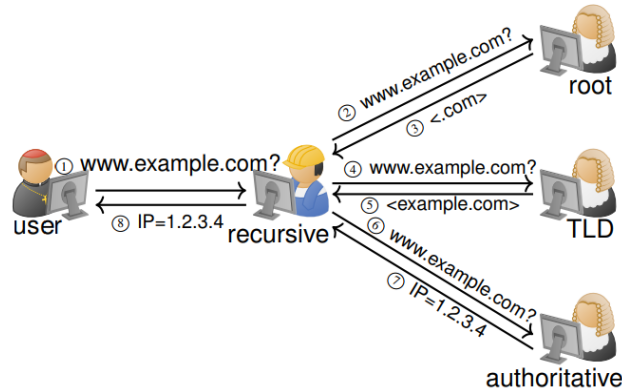 ② www.example.com?
③ <.com>
root
① www.example.com?
⑧ IP=1.2.3.4
user
recursive
④ www.example.com?
⑤ <example.com>
TLD
⑥ www.example.com?
⑦ IP=1.2.3.4
authoritative